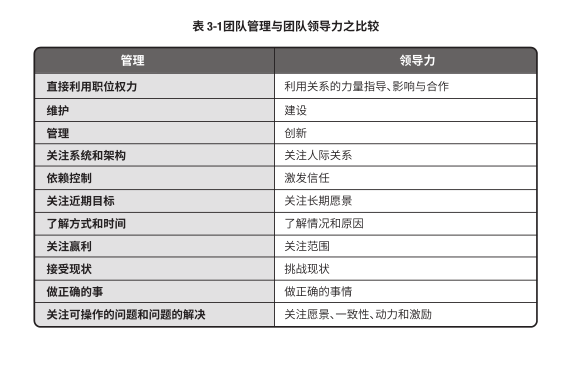 表 3-1团队管理与团队领导力之比较
管理 领导力
直接利用职位权力 利用关系的力量指导、影响与合作
维护 建设
管理 创新
关注系统和架构 关注人际关系
依赖控制 激发信任
关注近期目标 关注长期愿景
了解方式和时间 了解情况和原因
关注赢利 关注范围
接受现状 挑战现状
做正确的事 做正确的事情
关注可操作的问题和问题的解决 关注愿景、一致性、动力和激励